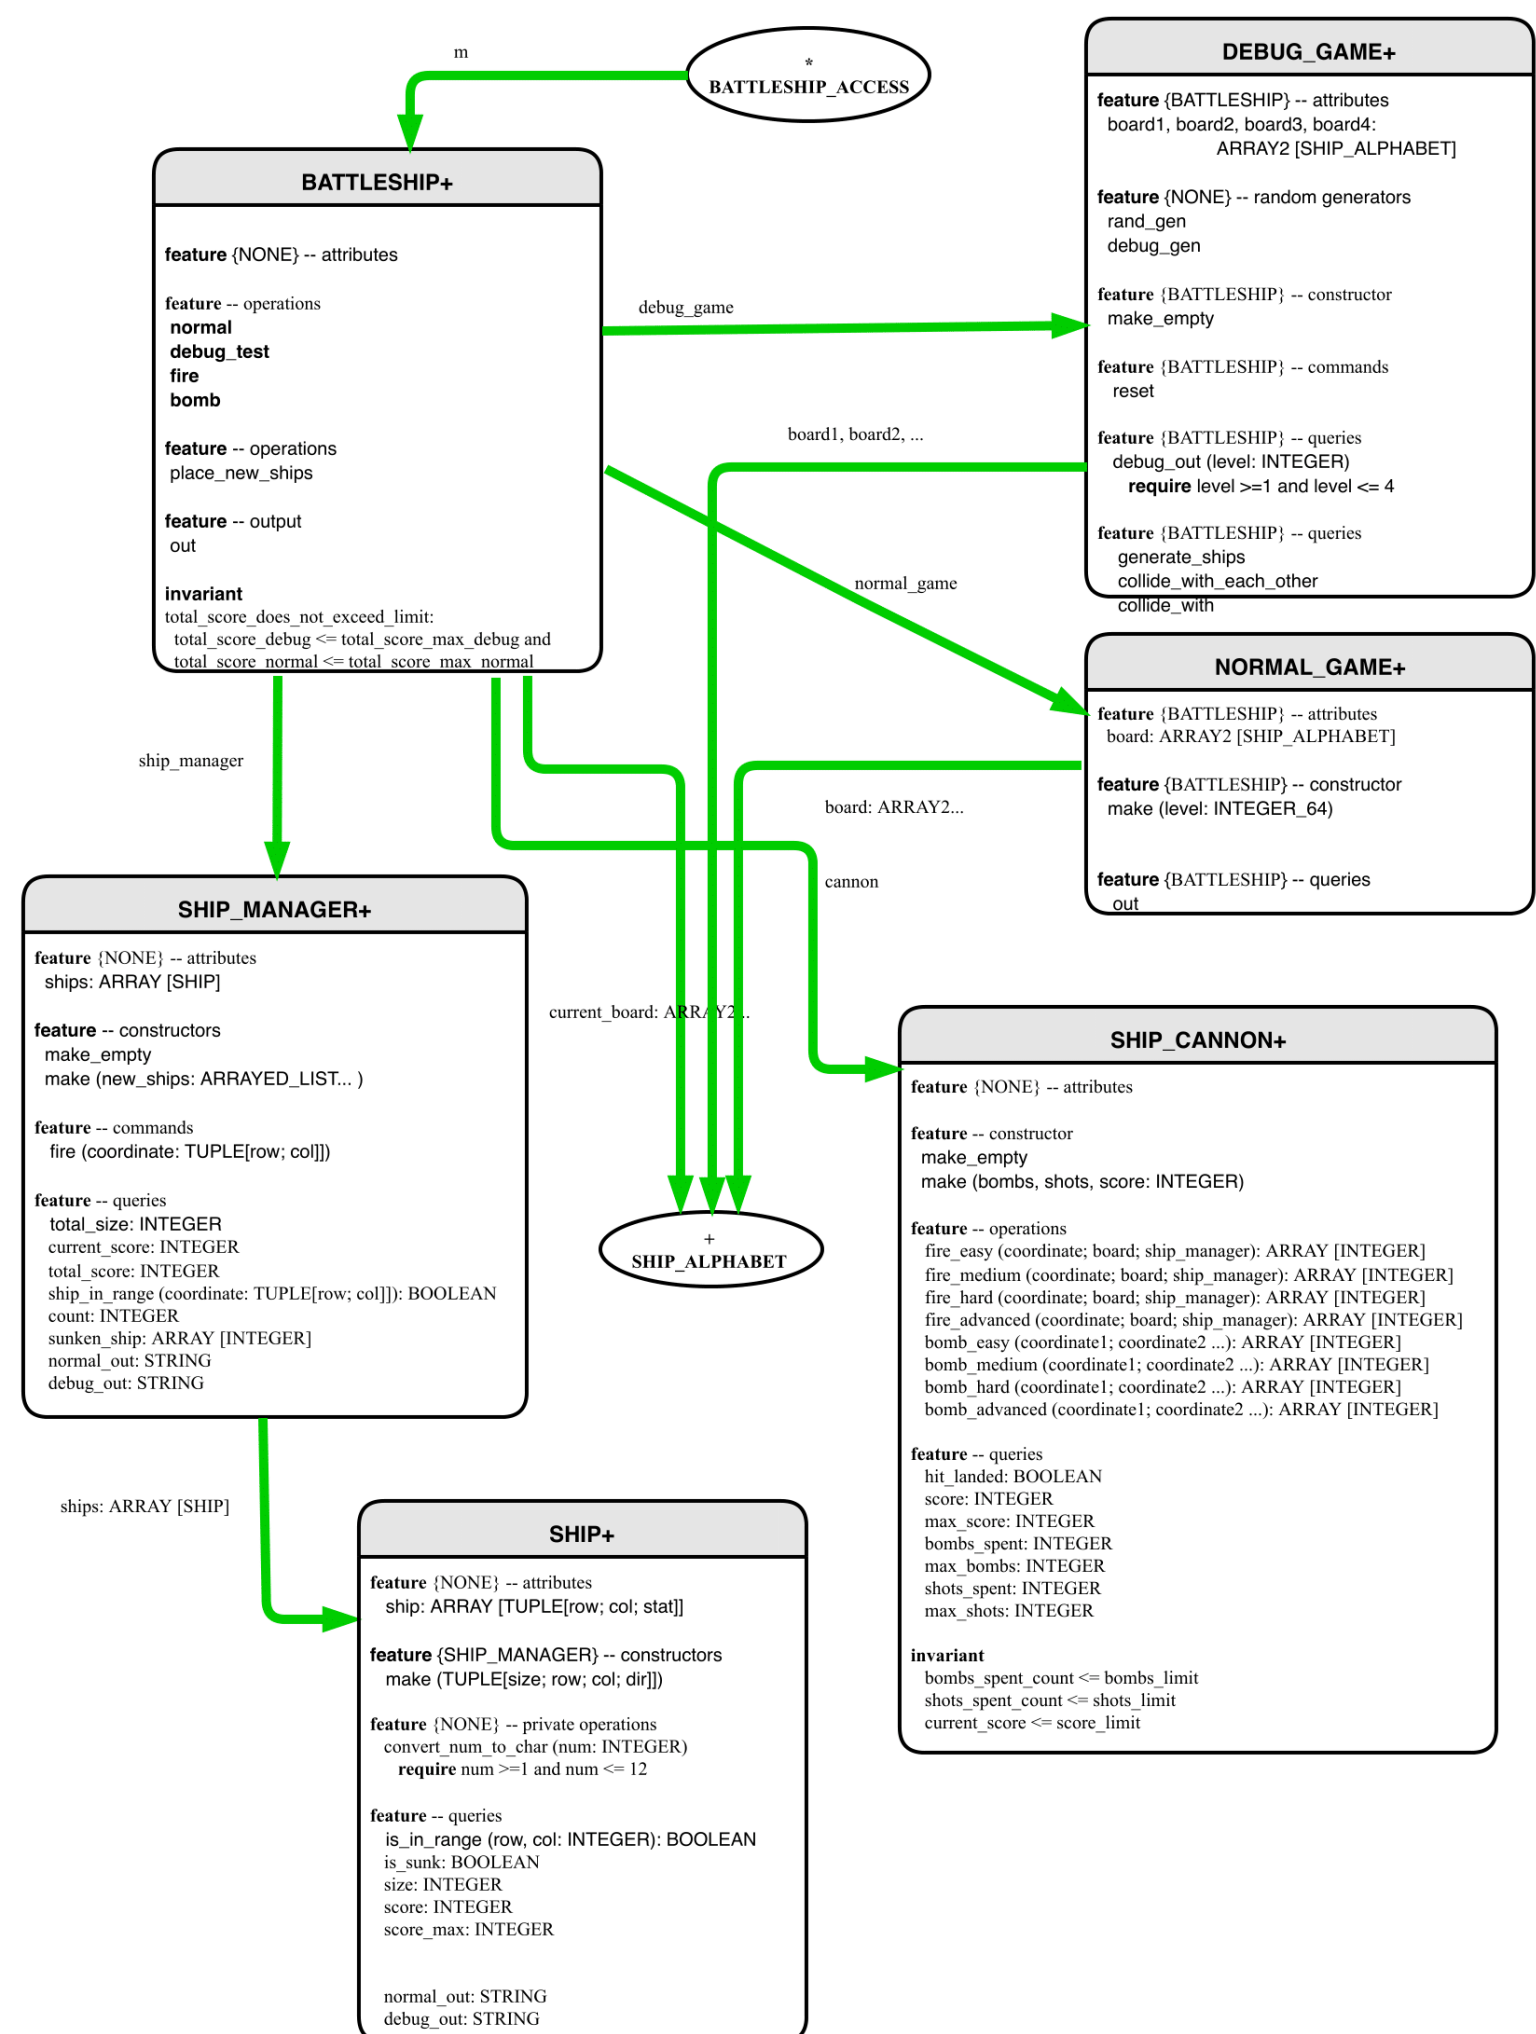 m
*
BATTLESHIP_ACCESS
BATTLESHIP+
feature {NONE} -- attributes
feature -- operations
normal
debug_test
fire
bomb
feature -- operations
place_new_ships
feature -- output
out
invariant
total_score_does_not_exceed_limit:
total_score_debug <= total_score_max_debug and
total_score_normal <= total_score_max_normal
debug_game
board1, board2, ...
normal_game
DEBUG_GAME+
feature {BATTLESHIP} -- attributes
board1, board2, board3, board4:
ARRAY2 [SHIP_ALPHABET]
feature {NONE} -- random generators
rand_gen
debug_gen
feature {BATTLESHIP} -- constructor
make_empty
feature {BATTLESHIP} -- commands
reset
feature {BATTLESHIP} -- queries
debug_out (level: INTEGER)
require level >=1 and level <= 4
feature {BATTLESHIP} -- queries
generate_ships
collide_with_each_other
collide_with
NORMAL_GAME+
feature {BATTLESHIP} -- attributes
board: ARRAY2 [SHIP_ALPHABET]
feature {BATTLESHIP} -- constructor
make (level: INTEGER_64)
feature {BATTLESHIP} -- queries
out
ship_manager
board: ARRAY2...
cannon
current_board: ARRAY2...
SHIP_MANAGER+
feature {NONE} -- attributes
ships: ARRAY [SHIP]
feature -- constructors
make_empty
make (new_ships: ARRAYED_LIST... )
feature -- commands
fire (coordinate: TUPLE[row; col]])
feature -- queries
total_size: INTEGER
current_score: INTEGER
total_score: INTEGER
ship_in_range (coordinate: TUPLE[row; col]]): BOOLEAN
count: INTEGER
sunken_ship: ARRAY [INTEGER]
normal_out: STRING
debug_out: STRING
+
SHIP_ALPHABET
SHIP_CANNON+
feature {NONE} -- attributes
feature -- constructor
make_empty
make (bombs, shots, score: INTEGER)
feature -- operations
fire_easy (coordinate; board; ship_manager): ARRAY [INTEGER]
fire_medium (coordinate; board; ship_manager): ARRAY [INTEGER]
fire_hard (coordinate; board; ship_manager): ARRAY [INTEGER]
fire_advanced (coordinate; board; ship_manager): ARRAY [INTEGER]
bomb_easy (coordinate1; coordinate2 ...): ARRAY [INTEGER]
bomb_medium (coordinate1; coordinate2 ...): ARRAY [INTEGER]
bomb_hard (coordinate1; coordinate2 ...): ARRAY [INTEGER]
bomb_advanced (coordinate1; coordinate2 ...): ARRAY [INTEGER]
feature -- queries
hit_landed: BOOLEAN
score: INTEGER
max_score: INTEGER
bombs_spent: INTEGER
max_bombs: INTEGER
shots_spent: INTEGER
max_shots: INTEGER
invariant
bombs_spent_count <= bombs_limit
shots_spent_count <= shots_limit
current_score <= score_limit
ships: ARRAY [SHIP]
SHIP+
feature {NONE} -- attributes
ship: ARRAY [TUPLE[row; col; stat]]
feature {SHIP_MANAGER} -- constructors
make (TUPLE[size; row; col; dir]])
feature {NONE} -- private operations
convert_num_to_char (num: INTEGER)
require num >=1 and num <= 12
feature -- queries
is_in_range (row, col: INTEGER): BOOLEAN
is_sunk: BOOLEAN
size: INTEGER
score: INTEGER
score_max: INTEGER
normal_out: STRING
debug_out: STRING